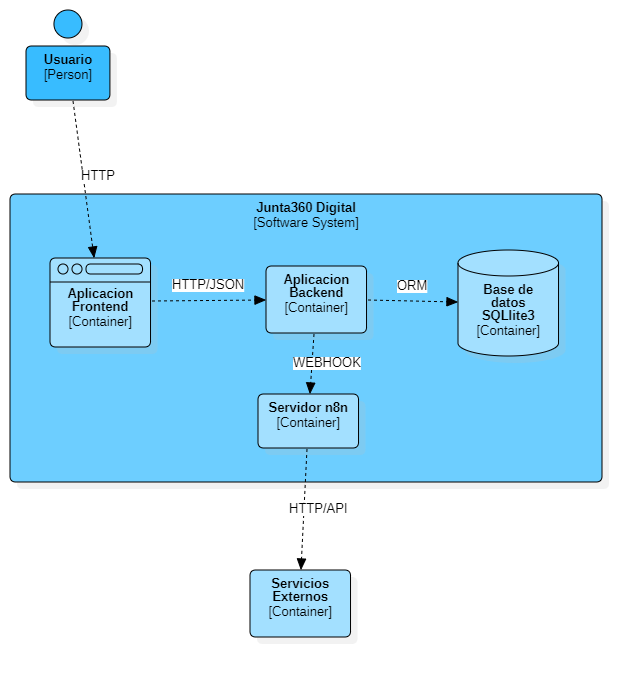 Usuario
[Person]
HTTP
Junta360 Digital
[Software System]
Aplicacion
Frontend
[Container]
HTTP/JSON
Aplicacion
Backend
[Container]
ORM
Base de
datos
SQLlite3
[Container]
WEBHOOK
Servidor n8n
[Container]
HTTP/API
Servicios
Externos
[Container]